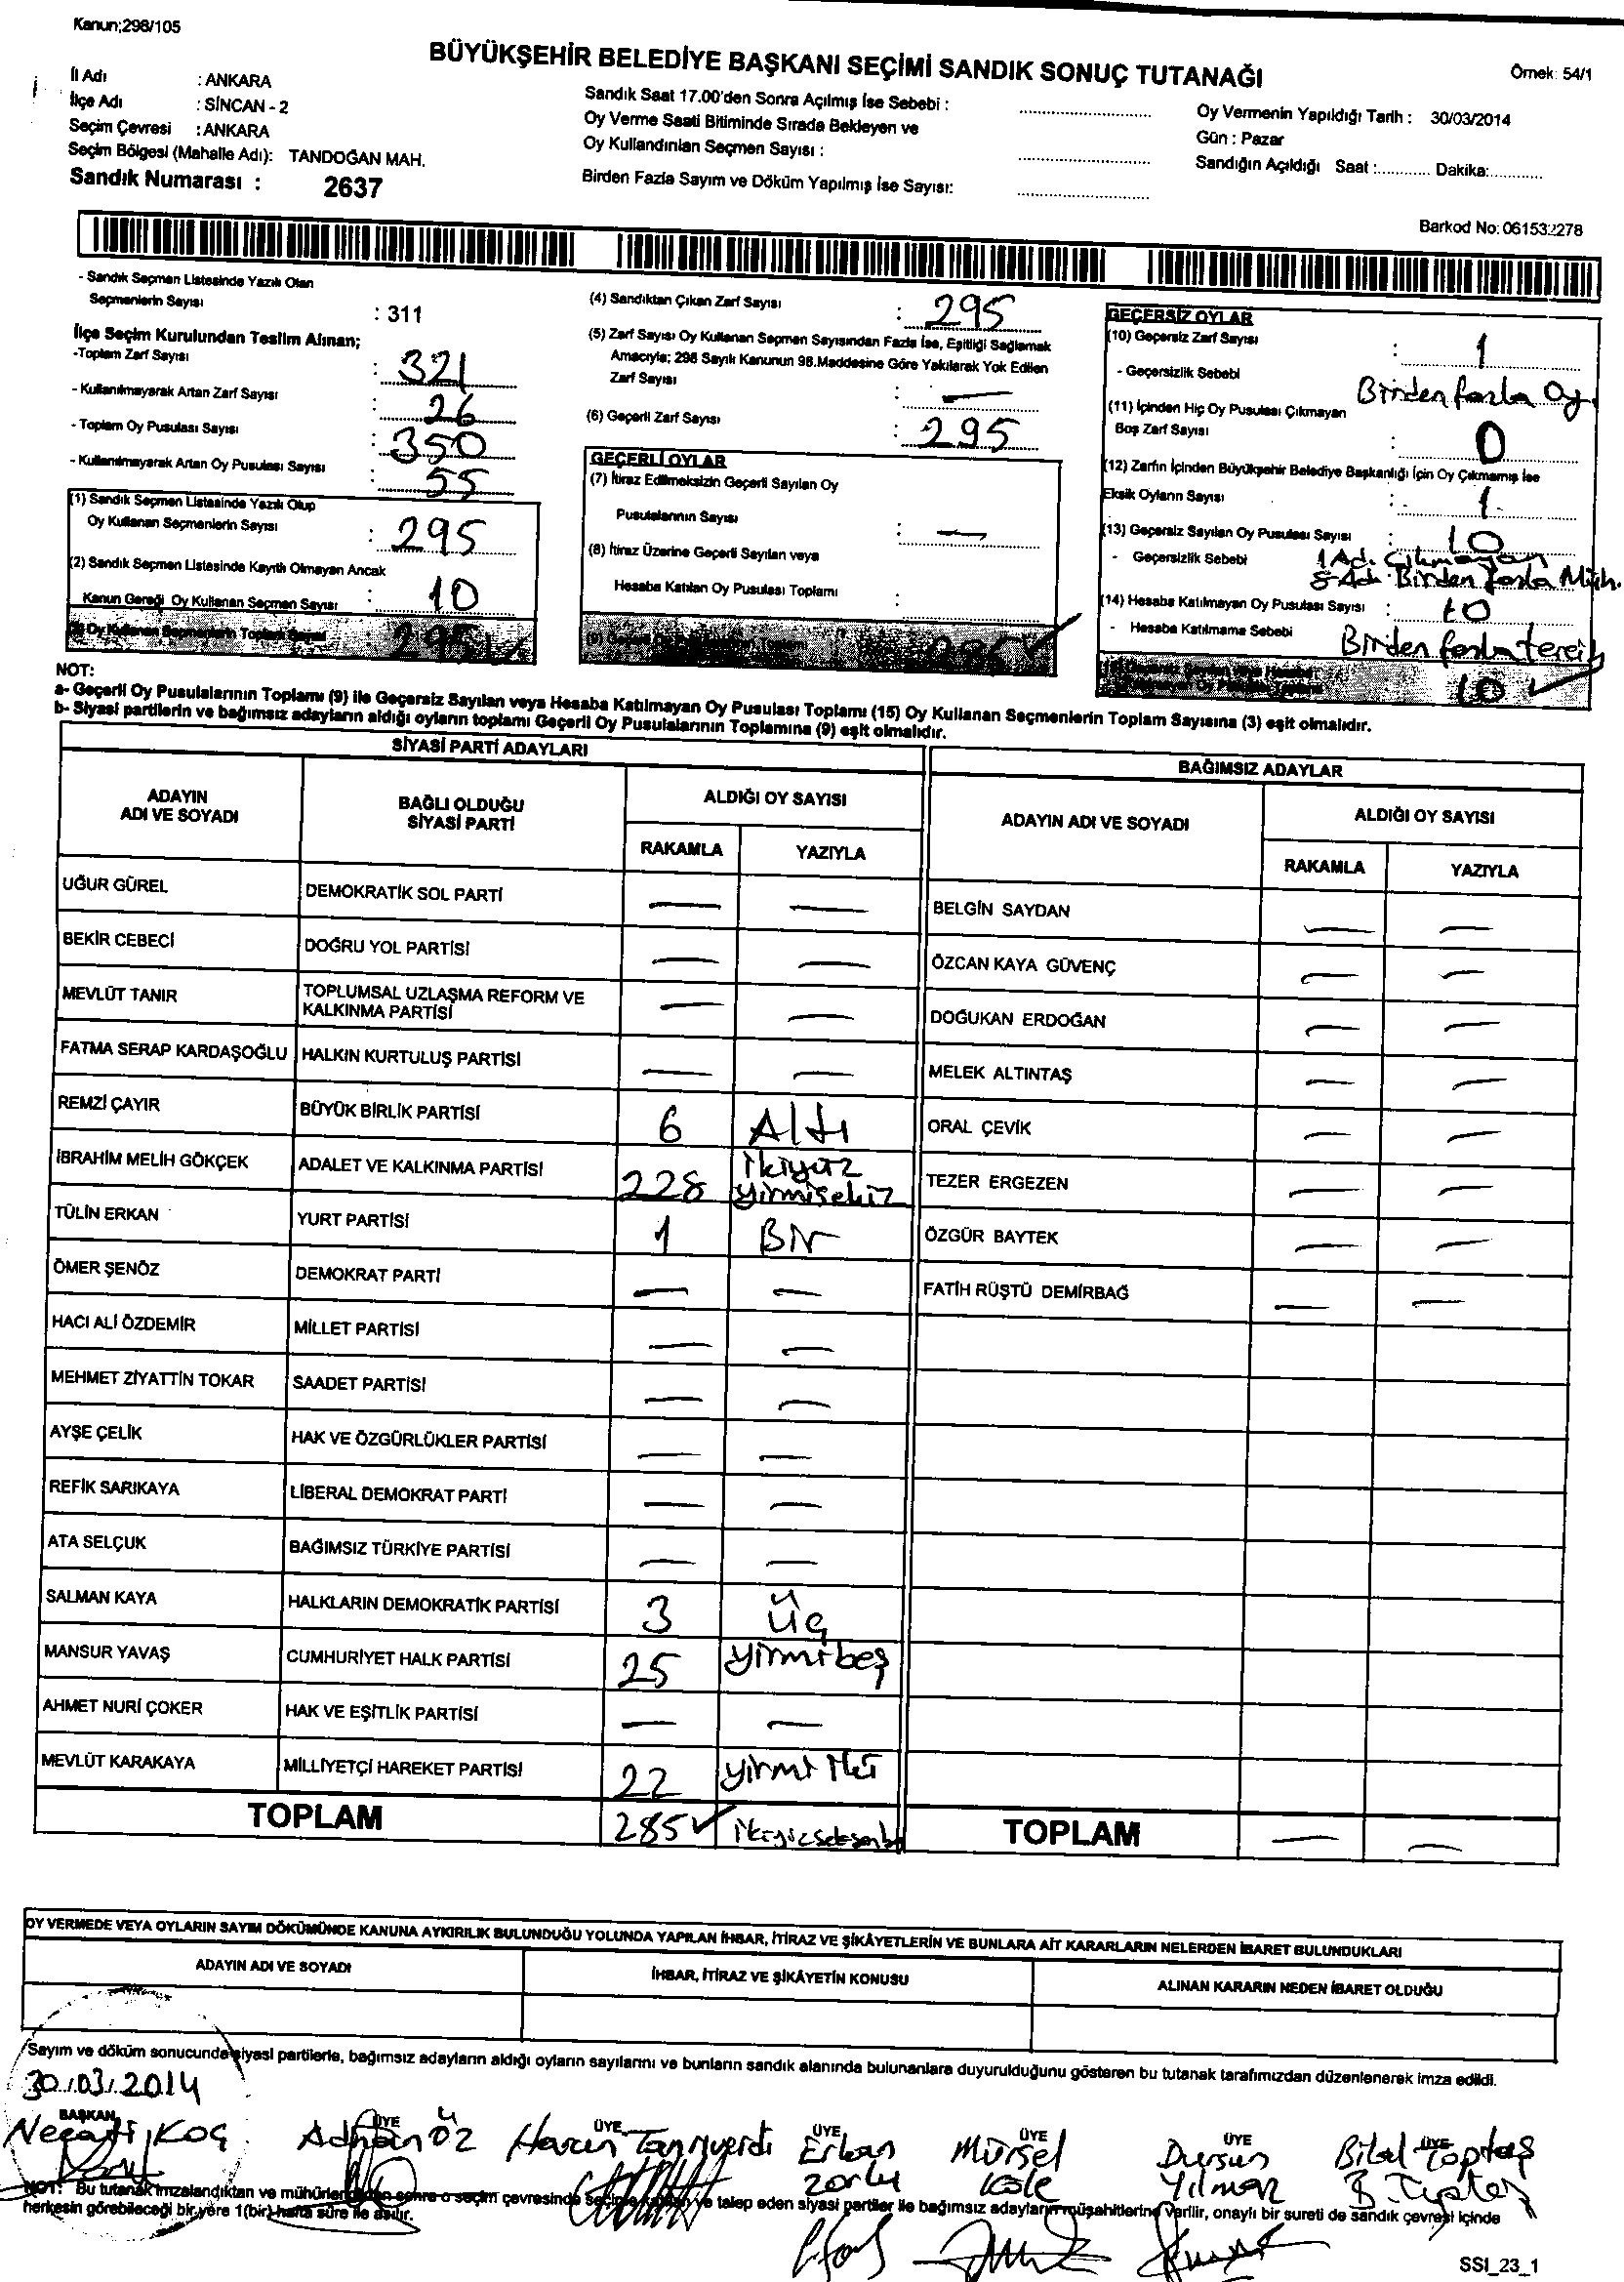 Kanun;298/105
BÜYÜKŞEHİR BELEDİYE BAŞKANI SEÇİMİ SANDIK SONUÇ TUTANAĞI
Örnek: 54/1
İl Adı : ANKARA
İlçe Adı : SİNCAN - 2
Seçim Çevresi : ANKARA
Seçim Bölgesi (Mahalle Adı): TANDOĞAN MAH.
Sandık Numarası : 2637
Sandık Saat 17.00'den Sonra Açılmış İse Sebebi :
Oy Verme Saati Bitiminde Sırada Bekleyen ve
Oy Kullandırılan Seçmen Sayısı :
Birden Fazla Sayım ve Döküm Yapılmış İse Sayısı:
Oy Vermenin Yapıldığı Tarih : 30/03/2014
Gün : Pazar
Sandığın Açıldığı Saat :............ Dakika:............
Barkod No: 061532278
- Sandık Seçmen Listesinde Yazılı Olan
Seçmenlerin Sayısı : 311
İlçe Seçim Kurulundan Teslim Alınan;
-Toplam Zarf Sayısı : 321
- Kullanılmayarak Artan Zarf Sayısı : 26
- Toplam Oy Pusulası Sayısı : 350
- Kullanılmayarak Artan Oy Pusulası Sayısı : 55
(1) Sandık Seçmen Listesinde Yazılı Olup
Oy Kullanan Seçmenlerin Sayısı : 295
(2) Sandık Seçmen Listesinde Kayıtlı Olmayan Ancak
Kanun Gereği Oy Kullanan Seçmen Sayısı : 10
(3) Oy Kullanan Seçmenlerin Toplam Sayısı : 295 ✓
(4) Sandıktan Çıkan Zarf Sayısı : 295
(5) Zarf Sayısı Oy Kullanan Seçmen Sayısından Fazla İse, Eşitliği Sağlamak
Amacıyla; 298 Sayılı Kanunun 98.Maddesine Göre Yakılarak Yok Edilen
Zarf Sayısı : —
(6) Geçerli Zarf Sayısı : 295
GEÇERLİ OYLAR
(7) İtiraz Edilmeksizin Geçerli Sayılan Oy
Pusulalarının Sayısı : —
(8) İtiraz Üzerine Geçerli Sayılan veya
Hesaba Katılan Oy Pusulası Toplamı :
(9) Geçerli Oy Pusulalarının Toplamı 285 ✓
GEÇERSİZ OYLAR
(10) Geçersiz Zarf Sayısı : 1
- Geçersizlik Sebebi Birden fazla Oy.
(11) İçinden Hiç Oy Pusulası Çıkmayan
Boş Zarf Sayısı : 0
(12) Zarfın İçinden Büyükşehir Belediye Başkanlığı İçin Oy Çıkmamış İse
Eksik Oyların Sayısı : 1
(13) Geçersiz Sayılan Oy Pusulası Sayısı : 10
- Geçersizlik Sebebi 1 Ad. Çıkmayan
8 Ad. Birden fazla Müh.
(14) Hesaba Katılmayan Oy Pusulası Sayısı : 10
- Hesaba Katılmama Sebebi Birden fazla tercih
10 ✓
NOT:
a- Geçerli Oy Pusulalarının Toplamı (9) ile Geçersiz Sayılan veya Hesaba Katılmayan Oy Pusulası Toplamı (15) Oy Kullanan Seçmenlerin Toplam Sayısına (3) eşit olmalıdır.
b- Siyasi partilerin ve bağımsız adayların aldığı oyların toplamı Geçerli Oy Pusulalarının Toplamına (9) eşit olmalıdır.
SİYASİ PARTİ ADAYLARI
ADAYIN ADI VE SOYADI BAĞLI OLDUĞU SİYASİ PARTİ ALDIĞI OY SAYISI
RAKAMLA YAZIYLA
UĞUR GÜREL DEMOKRATİK SOL PARTİ — —
BEKİR CEBECİ DOĞRU YOL PARTİSİ — —
MEVLÜT TANIR TOPLUMSAL UZLAŞMA REFORM VE KALKINMA PARTİSİ — —
FATMA SERAP KARDAŞOĞLU HALKIN KURTULUŞ PARTİSİ — —
REMZİ ÇAYIR BÜYÜK BİRLİK PARTİSİ 6 Altı
İBRAHİM MELİH GÖKÇEK ADALET VE KALKINMA PARTİSİ 228 ikiyüz yirmisekiz
TÜLİN ERKAN YURT PARTİSİ 1 Bir
ÖMER ŞENÖZ DEMOKRAT PARTİ — —
HACI ALİ ÖZDEMİR MİLLET PARTİSİ — —
MEHMET ZİYATTİN TOKAR SAADET PARTİSİ — —
AYŞE ÇELİK HAK VE ÖZGÜRLÜKLER PARTİSİ — —
REFİK SARIKAYA LİBERAL DEMOKRAT PARTİ — —
ATA SELÇUK BAĞIMSIZ TÜRKİYE PARTİSİ — —
SALMAN KAYA HALKLARIN DEMOKRATİK PARTİSİ 3 Üç
MANSUR YAVAŞ CUMHURİYET HALK PARTİSİ 25 yirmibeş
AHMET NURİ ÇOKER HAK VE EŞİTLİK PARTİSİ — —
MEVLÜT KARAKAYA MİLLİYETÇİ HAREKET PARTİSİ 22 yirmi iki
TOPLAM 285 ✓
BAĞIMSIZ ADAYLAR
ADAYIN ADI VE SOYADI ALDIĞI OY SAYISI
RAKAMLA YAZIYLA
BELGİN SAYDAN — —
ÖZCAN KAYA GÜVENÇ — —
DOĞUKAN ERDOĞAN — —
MELEK ALTINTAŞ — —
ORAL ÇEVİK — —
TEZER ERGEZEN — —
ÖZGÜR BAYTEK — —
FATİH RÜŞTÜ DEMİRBAĞ — —
TOPLAM — —
OY VERMEDE VEYA OYLARIN SAYIM DÖKÜMÜNDE KANUNA AYKIRILIK BULUNDUĞU YOLUNDA YAPILAN İHBAR, İTİRAZ VE ŞİKÂYETLERİN VE BUNLARA AİT KARARLARIN NELERDEN İBARET BULUNDUKLARI
ADAYIN ADI VE SOYADI İHBAR, İTİRAZ VE ŞİKÂYETİN KONUSU ALINAN KARARIN NEDEN İBARET OLDUĞU
Sayım ve döküm sonucunda siyasi partilerle, bağımsız adayların aldığı oyların sayılarını ve bunların sandık alanında bulunanlara duyurulduğunu gösteren bu tutanak tarafımızdan düzenlenerek imza edildi.
30/03/2014
BAŞKAN ÜYE ÜYE ÜYE ÜYE ÜYE ÜYE
Necati KOÇ Adnan ÖZ Harun Tanrıverdi Erkan Zorlu Mürsel Köle Dursun Yılmaz Bilal Toptaş
NOT: Bu tutanak imzalandıktan ve mühürlendikten sonra o seçim çevresinde seçime katılan ve talep eden siyasi partiler ile bağımsız adayların müşahitlerine verilir, onaylı bir sureti de sandık çevresi içinde
herkesin görebileceği bir yere 1(bir) hafta süre ile asılır.
SSI_23_1